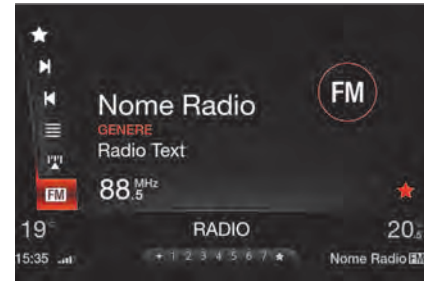 FM
Nome Radio
GENERE
Radio Text
88.5 MHz
FM
19°
RADIO
20.5
15:35
1 2 3 4 5 6 7
Nome Radio FM